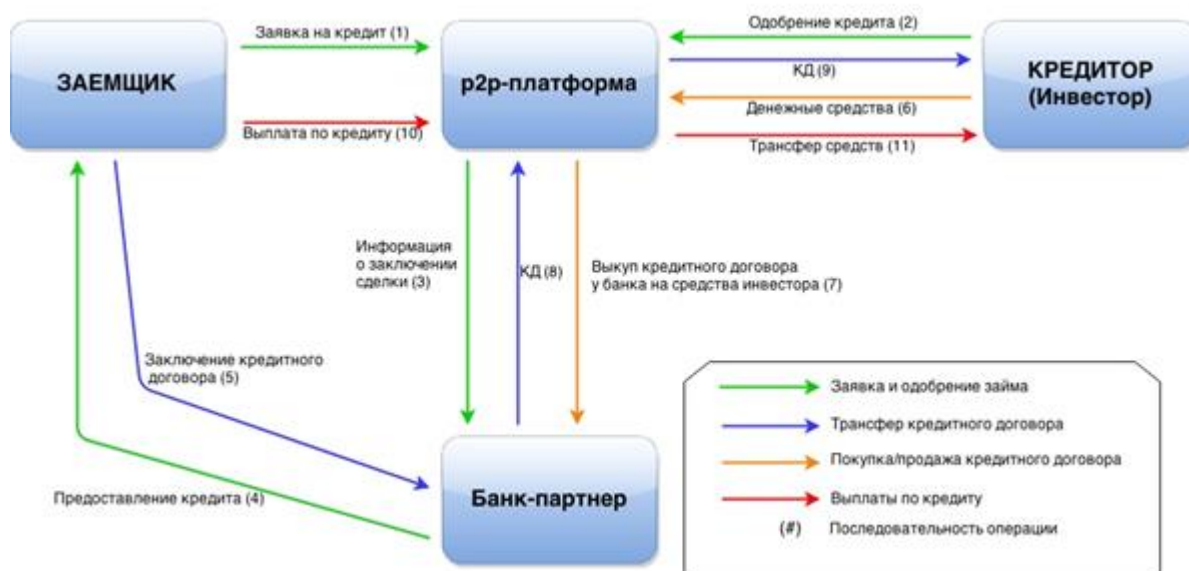 Заявка на кредит (1)
Одобрение кредита (2)
ЗАЕМЩИК
p2p-платформа
КД (9)
КРЕДИТОР
(Инвестор)
Денежные средства (6)
Выплата по кредиту (10)
Трансфер средств (11)
Информация
о заключении
сделки (3)
КД (8)
Выкуп кредитного договора
у банка на средства инвестора (7)
Заключение кредитного
договора (5)
Предоставление кредита (4)
Банк-партнер
Заявка и одобрение займа
Трансфер кредитного договора
Покупка/продажа кредитного договора
Выплаты по кредиту
(#) Последовательность операции